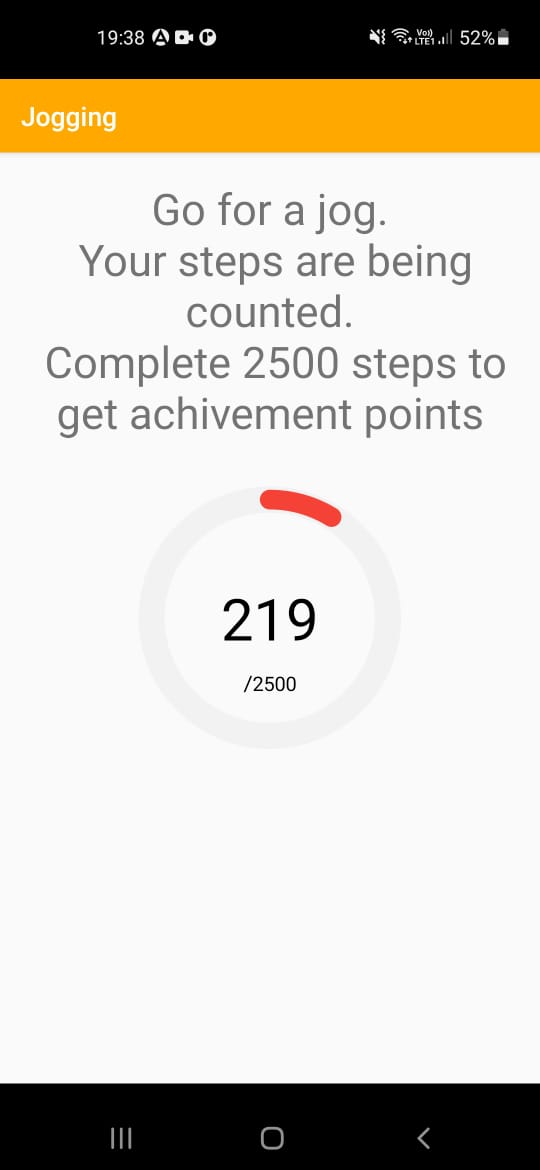 19:38
Vo)) LTE1 52%
Jogging
Go for a jog.
Your steps are being
counted.
Complete 2500 steps to
get achivement points
219
/2500